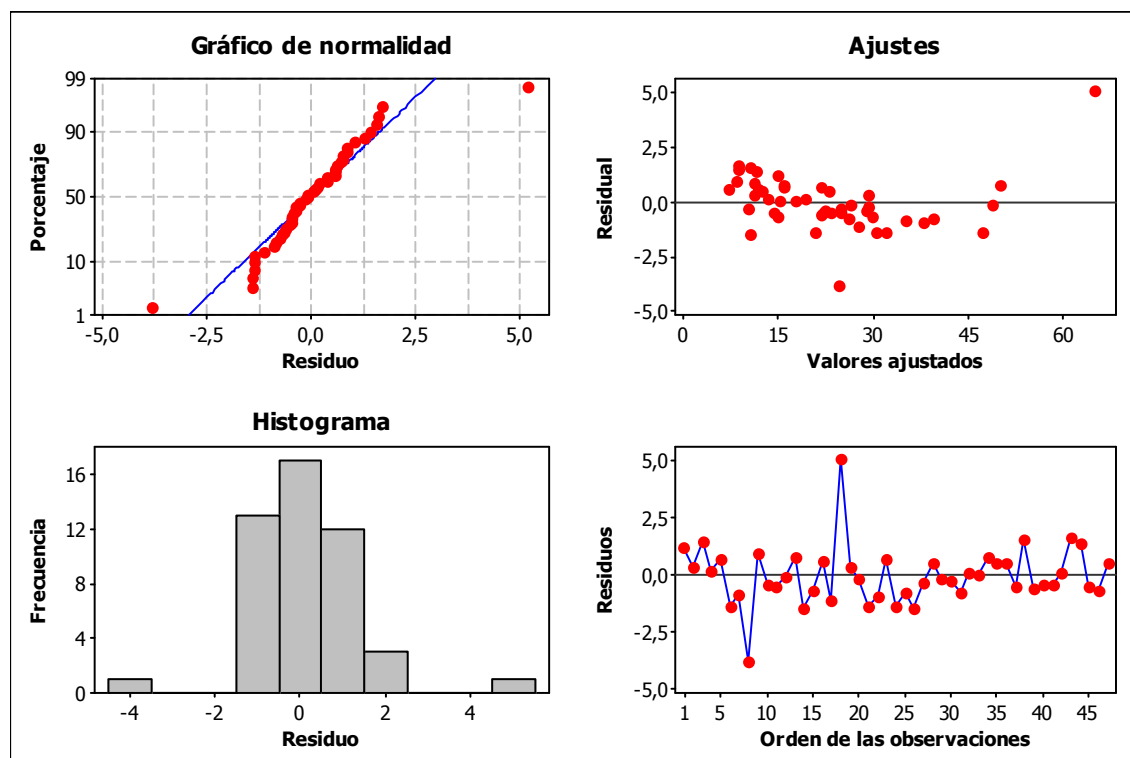 Gráfico de normalidad
99
90
50
10
1
Porcentaje
-5,0 -2,5 0,0 2,5 5,0
Residuo
Ajustes
5,0
2,5
0,0
-2,5
-5,0
Residual
0 15 30 45 60
Valores ajustados
Histograma
16
12
8
4
0
Frecuencia
-4 -2 0 2 4
Residuo
5,0
2,5
0,0
-2,5
-5,0
Residuos
1 5 10 15 20 25 30 35 40 45
Orden de las observaciones